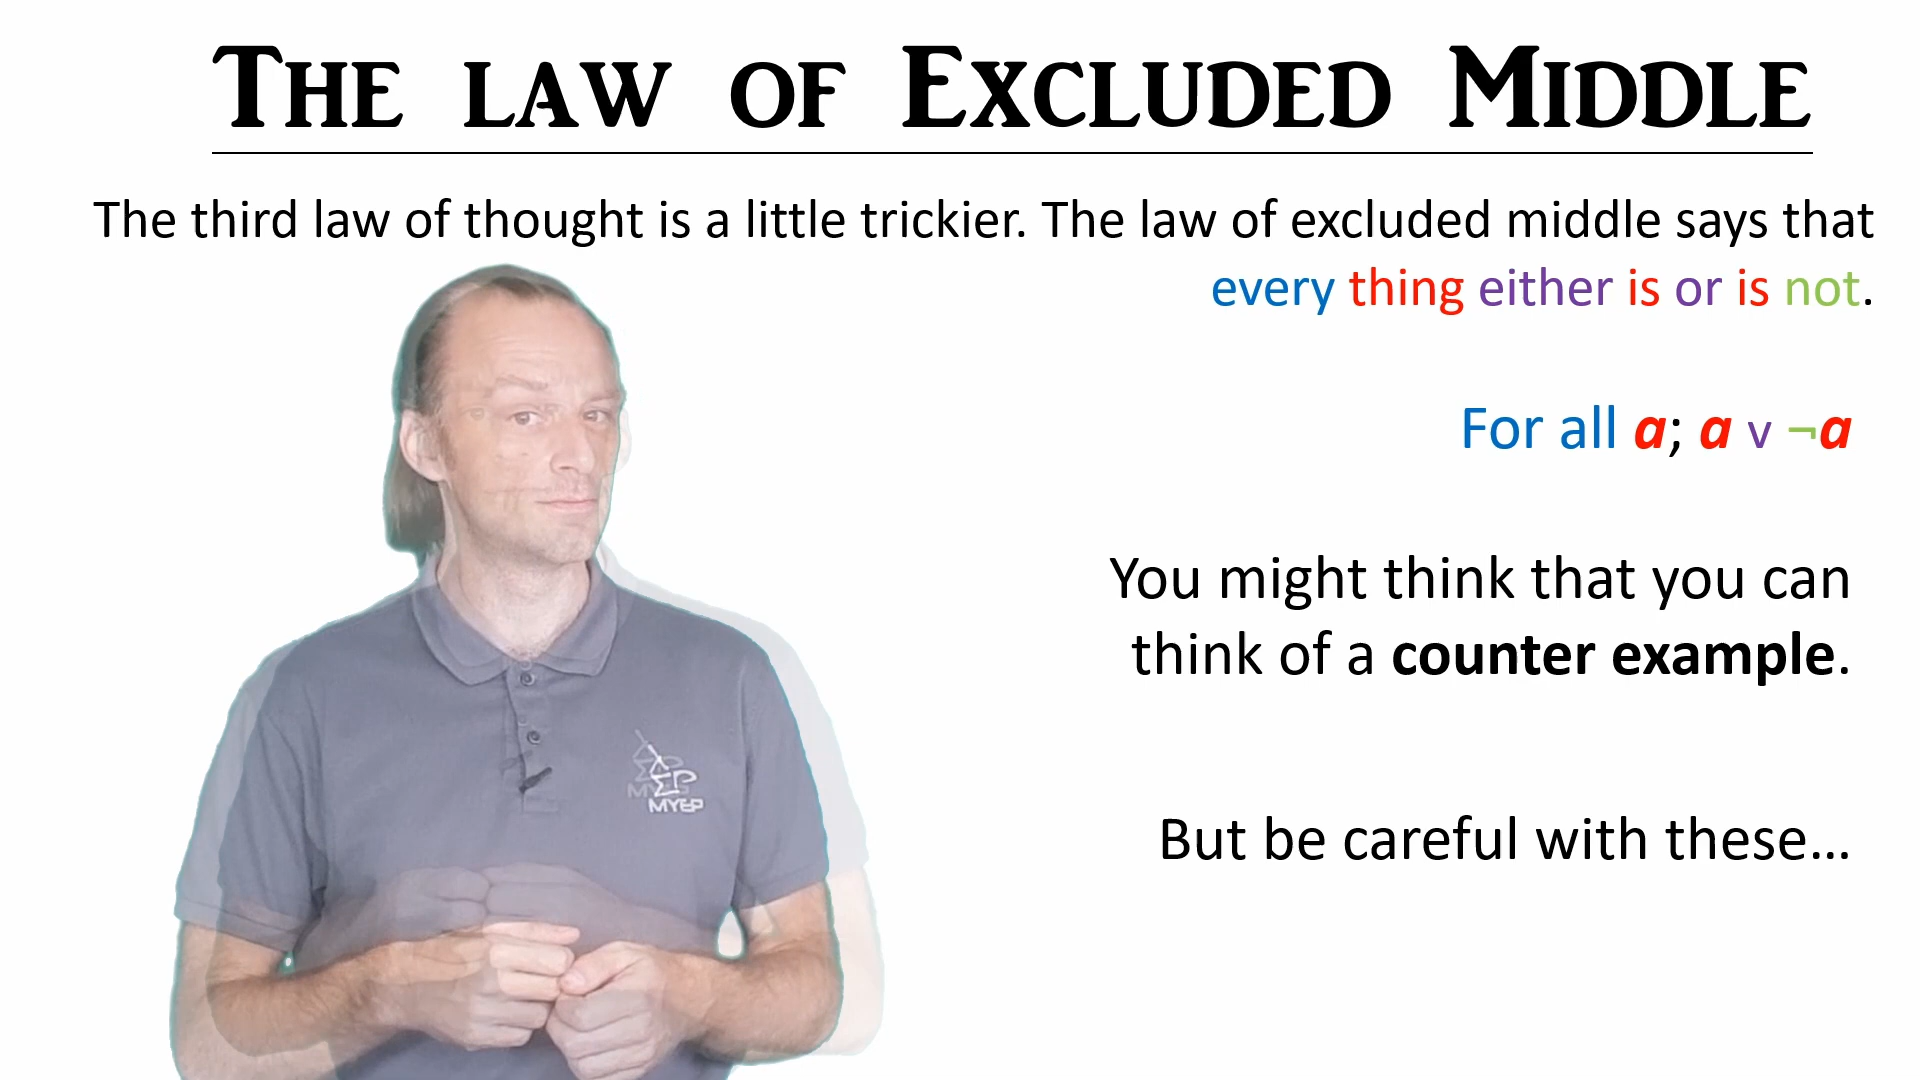 THE LAW OF EXCLUDED MIDDLE
The third law of thought is a little trickier. The law of excluded middle says that
every thing either is or is not.
For all a; a v ¬a
You might think that you can
think of a counter example.
But be careful with these...
MYEP